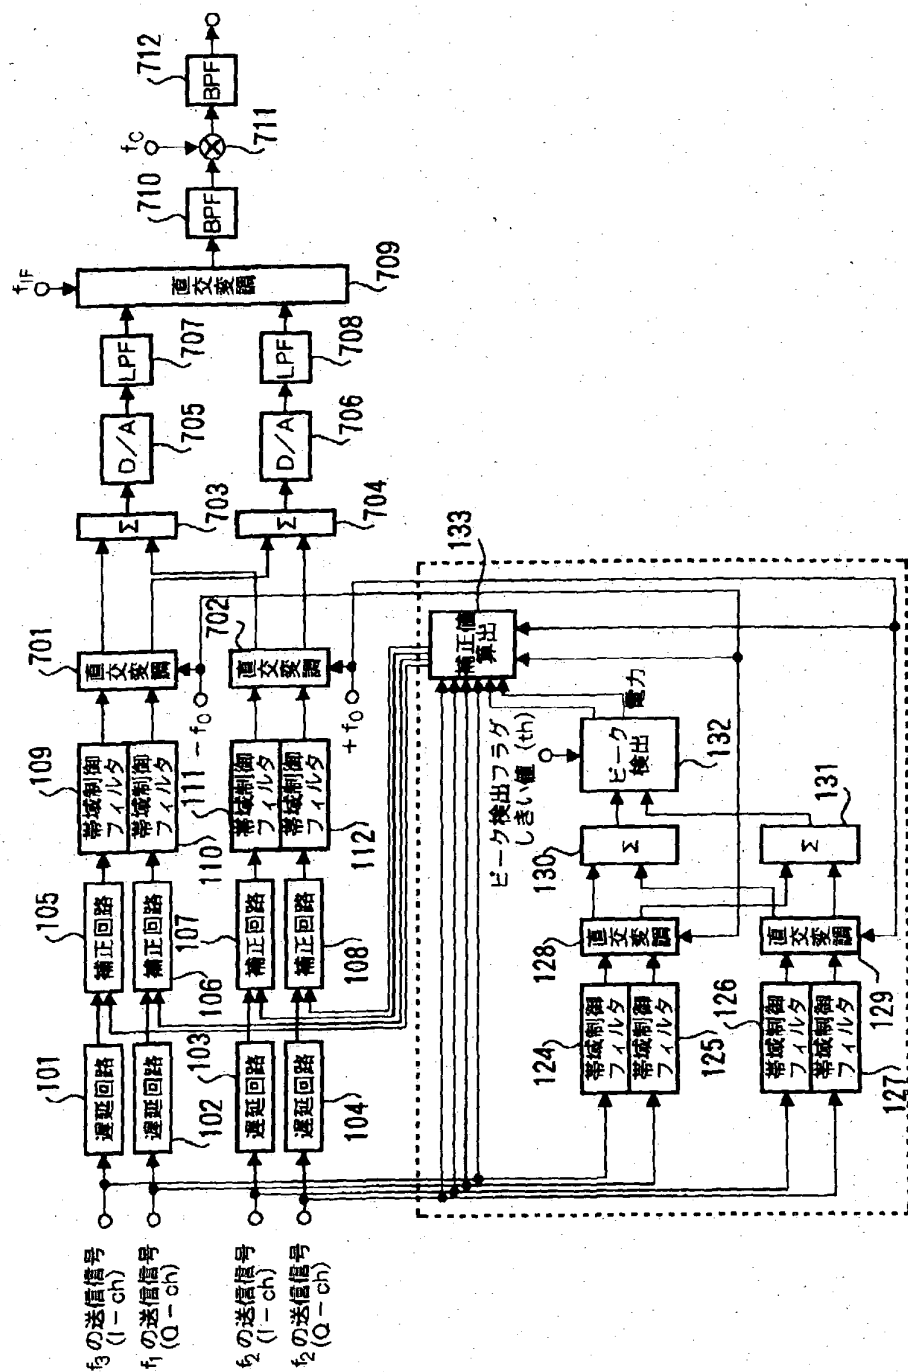 f3 の送信信号
(I-ch)
f1 の送信信号
(Q-ch)
f2 の送信信号
(I-ch)
f2 の送信信号
(Q-ch)
101
遅延回路
遅延回路
102
103
遅延回路
遅延回路
104
105
補正回路
補正回路
106
107
補正回路
補正回路
108
109
帯域制御
フィルタ
帯域制御
フィルタ
110
111
帯域制御
フィルタ
帯域制御
フィルタ
112
701
直交変調
-f0
702
直交変調
+f0
Σ
703
Σ
704
D/A
705
D/A
706
LPF
707
LPF
708
fIF
直交変調
709
710
BPF
fC
711
712
BPF
124
帯域制御
フィルタ
帯域制御
フィルタ
125
126
帯域制御
フィルタ
帯域制御
フィルタ
127
128
直交変調
直交変調
129
130
Σ
Σ
131
ピーク検出フラグ
しきい値 (th)
ピーク
検出
132
電力
補正値
算出
133